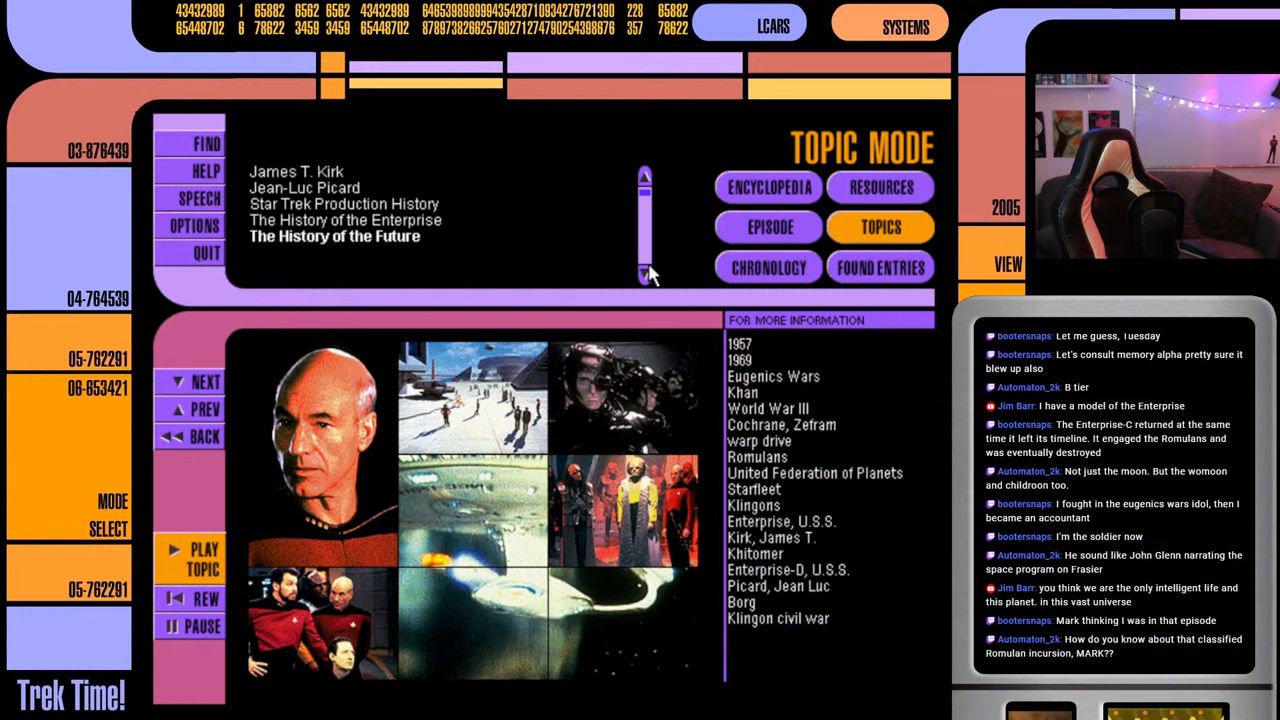 43432989 1 65882 6562 6562 43432989 64653989899943542871093427672 1390 228 65882
65448702 6 78622 3459 3459 65448702 87897382662576027127479025439 8676 357 78622
LCARS
SYSTEMS
03-876439
04-764539
05-762291
06-653421
MODE
SELECT
05-762291
Trek Time!
FIND
HELP
SPEECH
OPTIONS
QUIT
James T. Kirk
Jean-Luc Picard
Star Trek Production History
The History of the Enterprise
The History of the Future
TOPIC MODE
ENCYCLOPEDIA
RESOURCES
EPISODE
TOPICS
CHRONOLOGY
FOUND ENTRIES
2005
VIEW
NEXT
PREV
BACK
PLAY
TOPIC
REW
PAUSE
FOR MORE INFORMATION
1957
1969
Eugenics Wars
Khan
World War III
Cochrane, Zefram
warp drive
Romulans
United Federation of Planets
Starfleet
Klingons
Enterprise, U.S.S.
Kirk, James T.
Khitomer
Enterprise-D, U.S.S.
Picard, Jean Luc
Borg
Klingon civil war
bootersnaps: Let me guess, Tuesday
bootersnaps: Let's consult memory alpha pretty sure it
blew up also
Automaton_2k: B tier
Jim Barr: I have a model of the Enterprise
bootersnaps: The Enterprise-C returned at the same
time it left its timeline. It engaged the Romulans and
was eventually destroyed
Automaton_2k: Not just the moon. But the womoon
and childroon too.
bootersnaps: I fought in the eugenics wars idol, then I
became an accountant
bootersnaps: I'm the soldier now
Automaton_2k: He sound like John Glenn narrating the
space program on Frasier
Jim Barr: you think we are the only intelligent life and
this planet. in this vast universe
bootersnaps: Mark thinking I was in that episode
Automaton_2k: How do you know about that classified
Romulan incursion, MARK??